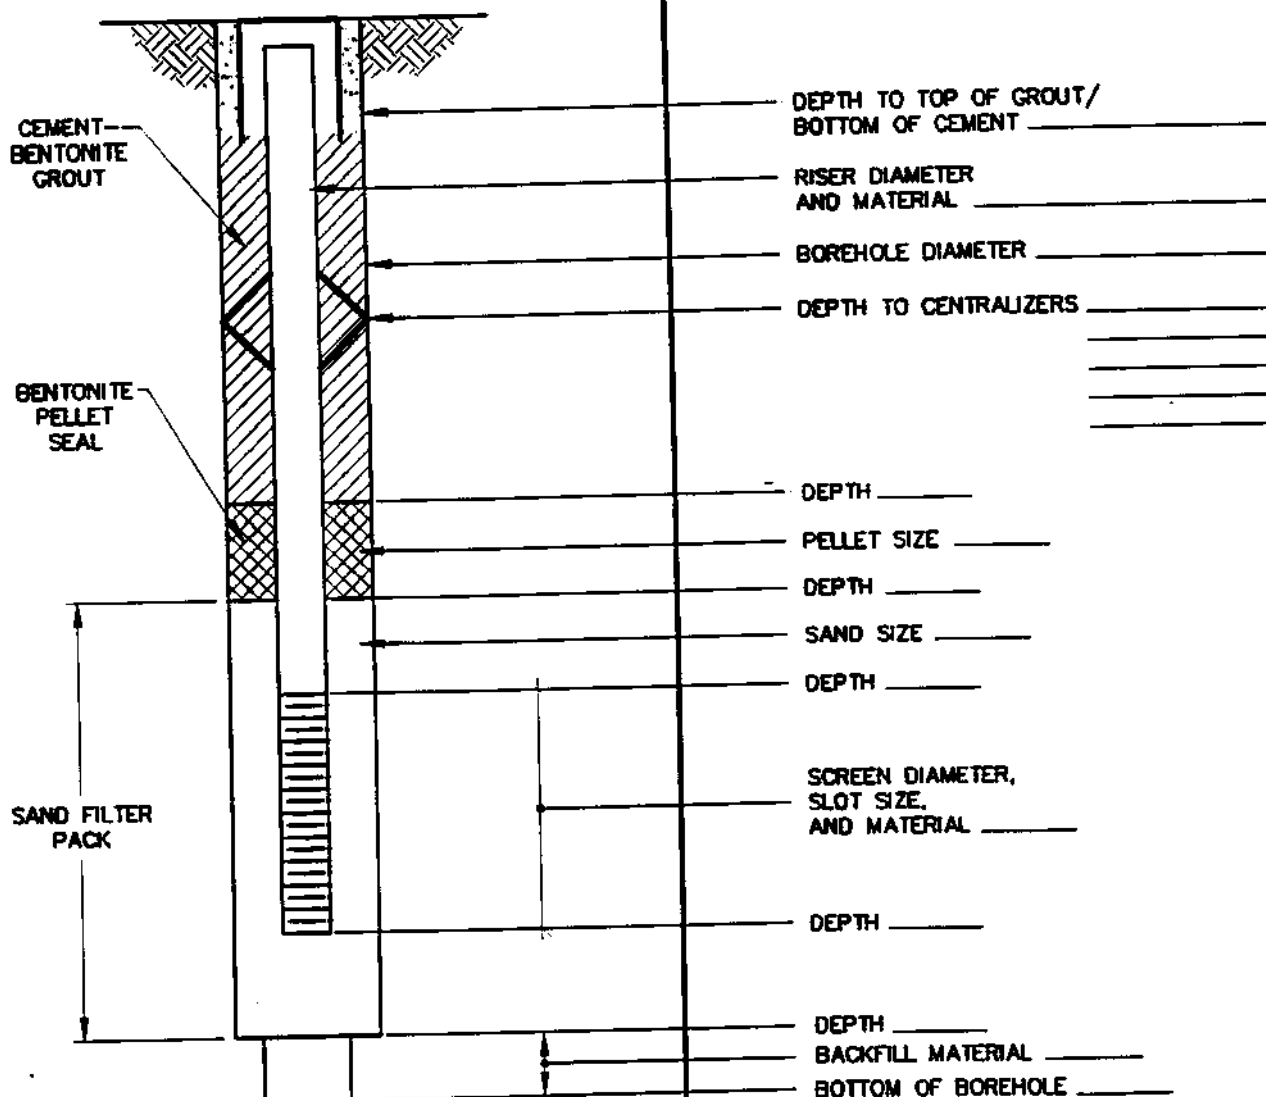 CEMENT-
BENTONITE
GROUT
BENTONITE
PELLET
SEAL
SAND FILTER
PACK
DEPTH TO TOP OF GROUT/
BOTTOM OF CEMENT
RISER DIAMETER
AND MATERIAL
BOREHOLE DIAMETER
DEPTH TO CENTRALIZERS
DEPTH
PELLET SIZE
DEPTH
SAND SIZE
DEPTH
SCREEN DIAMETER,
SLOT SIZE,
AND MATERIAL
DEPTH
DEPTH
BACKFILL MATERIAL
BOTTOM OF BOREHOLE